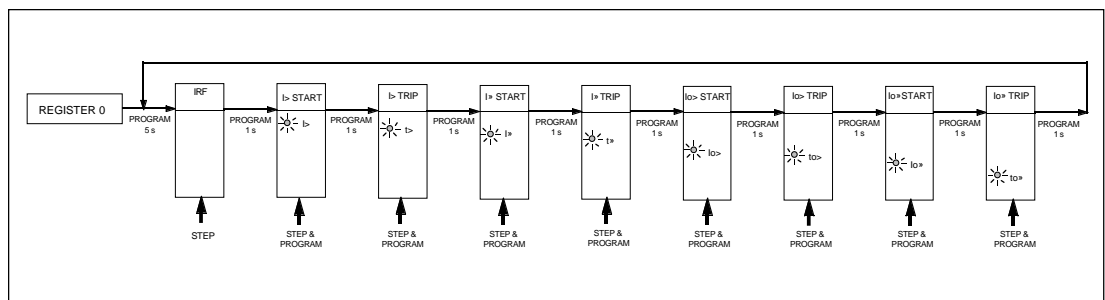 REGISTER 0
PROGRAM
5 s
IRF
STEP
PROGRAM
1 s
I> START
I>
STEP &
PROGRAM
PROGRAM
1 s
I> TRIP
t>
STEP &
PROGRAM
PROGRAM
1 s
I» START
I»
STEP &
PROGRAM
PROGRAM
1 s
I» TRIP
t»
STEP &
PROGRAM
PROGRAM
1 s
Io> START
Io>
STEP &
PROGRAM
PROGRAM
1 s
Io> TRIP
to>
STEP &
PROGRAM
PROGRAM
1 s
Io» START
Io»
STEP &
PROGRAM
PROGRAM
1 s
Io» TRIP
to»
STEP &
PROGRAM
PROGRAM
1 s